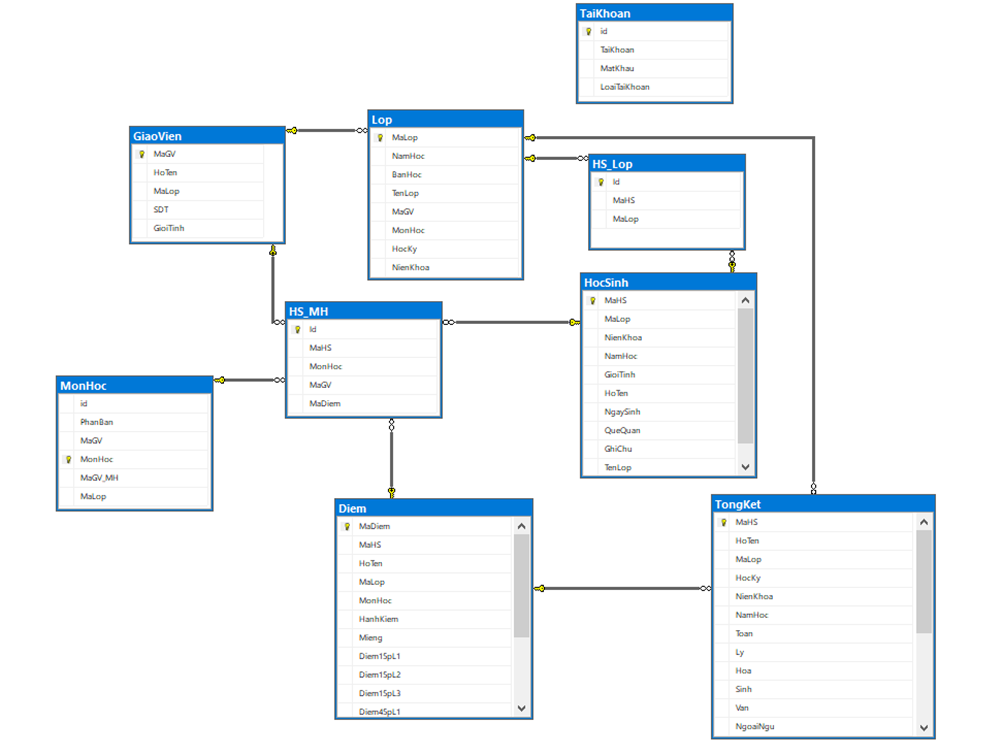 TaiKhoan
id
TaiKhoan
MatKhau
LoaiTaiKhoan
Lop
MaLop
NamHoc
BanHoc
TenLop
MaGV
MonHoc
HocKy
NienKhoa
GiaoVien
MaGV
HoTen
MaLop
SDT
GioiTinh
HS_Lop
Id
MaHS
MaLop
HocSinh
MaHS
MaLop
NienKhoa
NamHoc
GioiTinh
HoTen
NgaySinh
QueQuan
GhiChu
TenLop
HS_MH
Id
MaHS
MonHoc
MaGV
MaDiem
MonHoc
id
PhanBan
MaGV
MonHoc
MaGV_MH
MaLop
Diem
MaDiem
MaHS
HoTen
MaLop
MonHoc
HanhKiem
Mieng
Diem15pL1
Diem15pL2
Diem15pL3
Diem45pL1
TongKet
MaHS
HoTen
MaLop
HocKy
NienKhoa
NamHoc
Toan
Ly
Hoa
Sinh
Van
NgoaiNgu